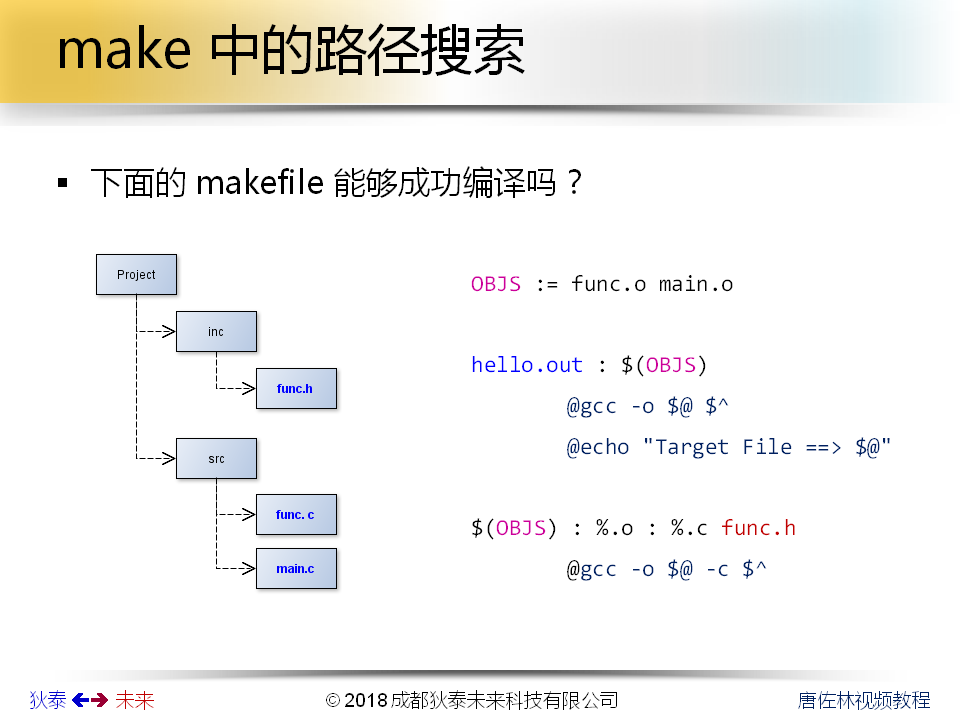 make 中的路径搜索
下面的 makefile 能够成功编译吗？
Project
inc
func.h
src
func.c
main.c
OBJS := func.o main.o
hello.out : $(OBJS)
@gcc -o $@ $^
@echo "Target File ==> $@"
$(OBJS) : %.o : %.c func.h
@gcc -o $@ -c $^
狄泰 未来
© 2018 成都狄泰未来科技有限公司
唐佐林视频教程